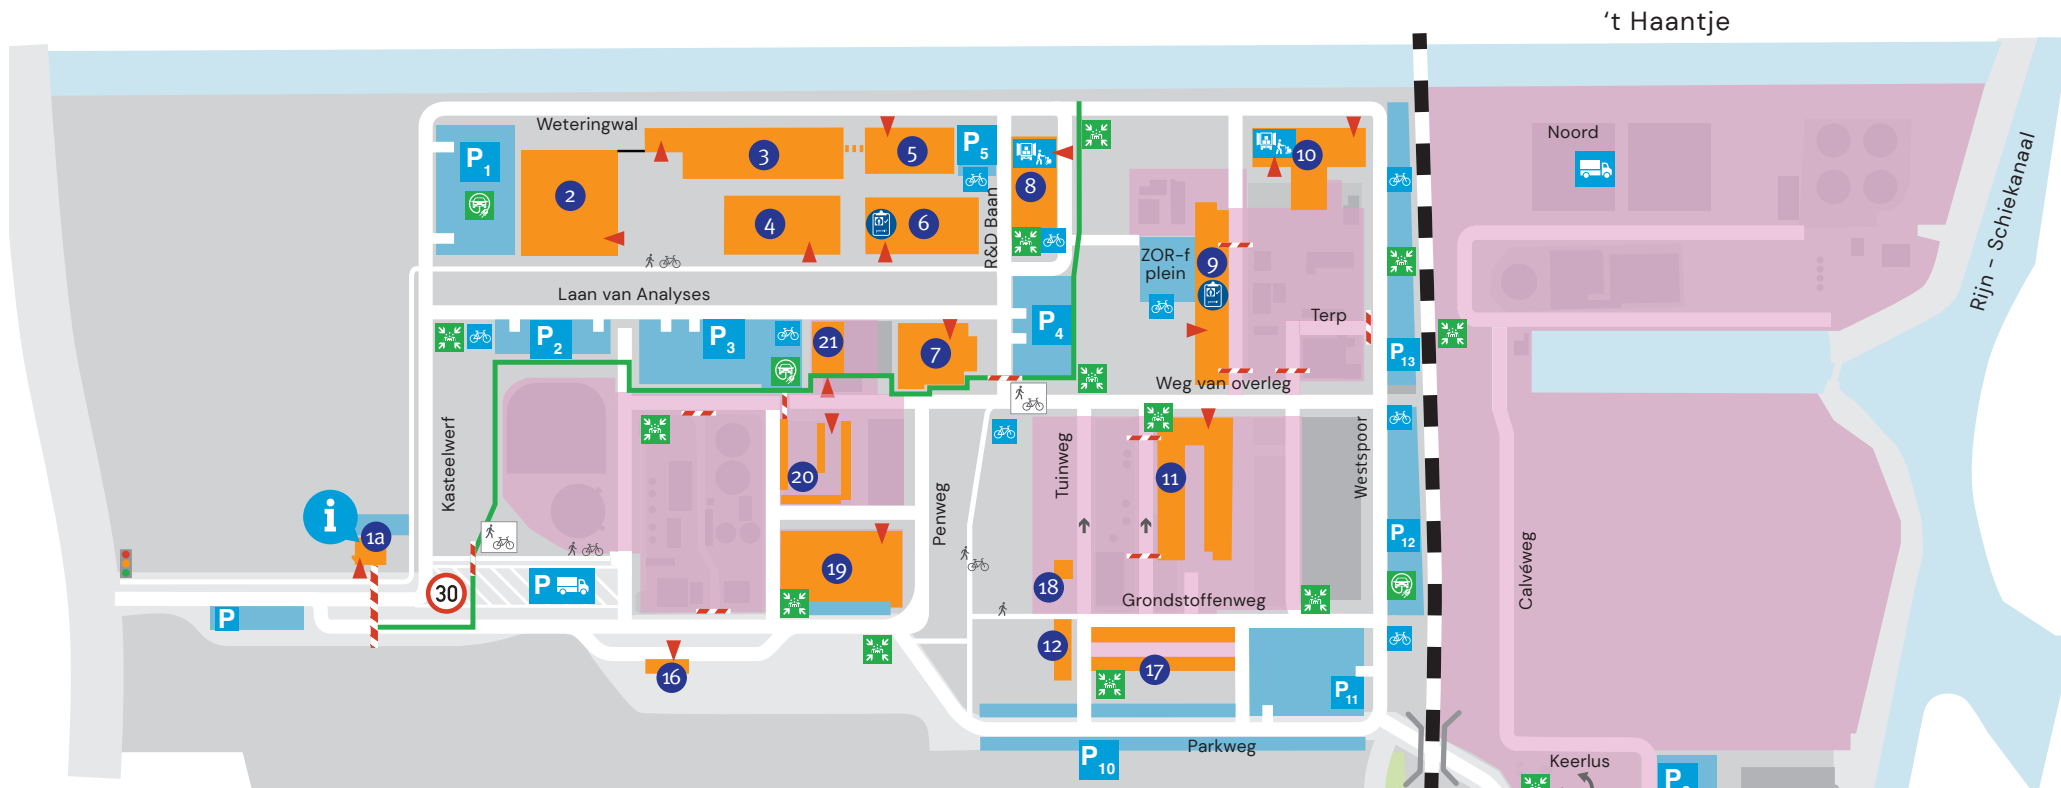 't Haantje
Weteringwal
Noord
P1
2
3
4
5
6
P5
R&D Baan
8
10
9
ZOR-f
plein
Laan van Analyses
P2
P3
21
7
P4
Terp
P13
Weg van overleg
Rijn - Schiekanaal
Kasteelwerf
20
Penweg
Tuinweg
11
Westspoor
P12
Calvéweg
i
1a
30
P
P
19
18
Grondstoffenweg
12
17
16
P11
P10
Parkweg
Keerlus